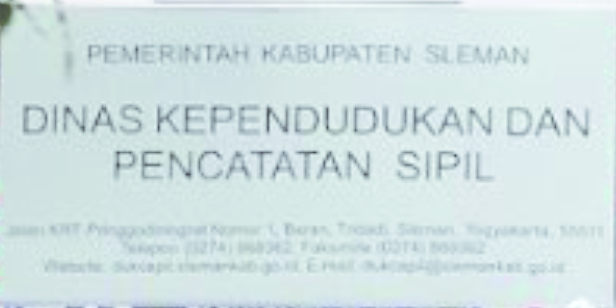 PEMERINTAH KABUPATEN SLEMAN
DINAS KEPENDUDUKAN DAN
PENCATATAN SIPIL
Jalan KRT Pringgodiningrat Nomor 1, Beran, Tridadi, Sleman, Yogyakarta, 55511
Telepon (0274) 868362, Faksimile (0274) 868362
Website: dukcapil.slemankab.go.id, E-mail: dukcapil@slemankab.go.id